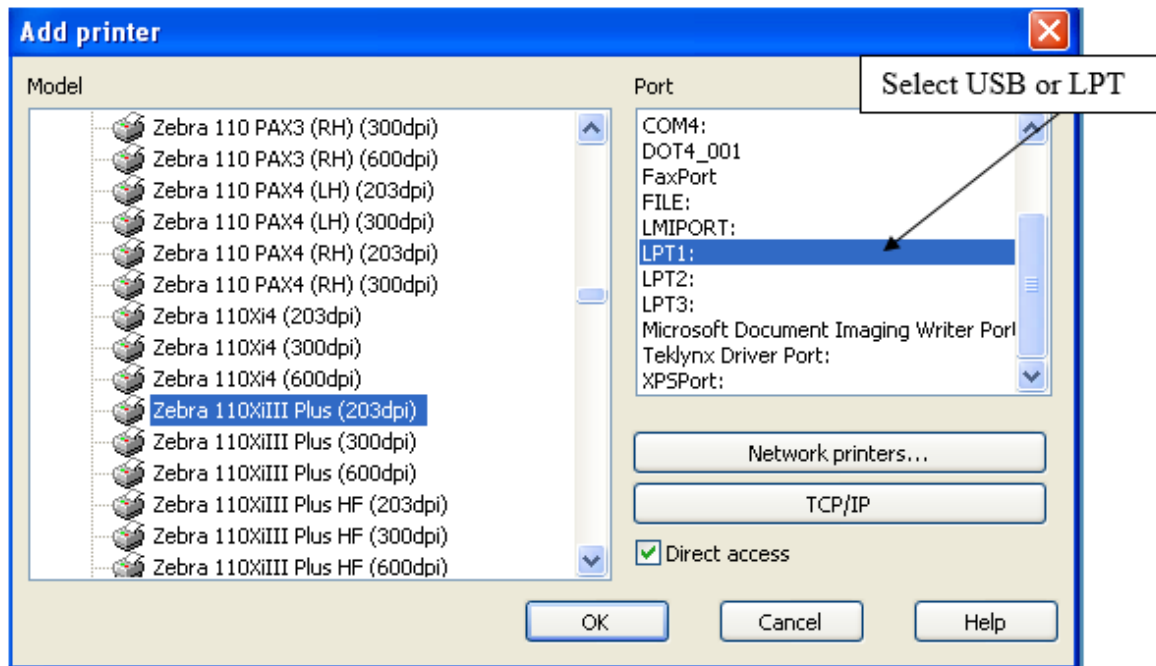 Add printer
Model
Zebra 110 PAX3 (RH) (300dpi)
Zebra 110 PAX3 (RH) (600dpi)
Zebra 110 PAX4 (LH) (203dpi)
Zebra 110 PAX4 (LH) (300dpi)
Zebra 110 PAX4 (RH) (203dpi)
Zebra 110 PAX4 (RH) (300dpi)
Zebra 110Xi4 (203dpi)
Zebra 110Xi4 (300dpi)
Zebra 110Xi4 (600dpi)
Zebra 110XiIII Plus (203dpi)
Zebra 110XiIII Plus (300dpi)
Zebra 110XiIII Plus (600dpi)
Zebra 110XiIII Plus HF (203dpi)
Zebra 110XiIII Plus HF (300dpi)
Zebra 110XiIII Plus HF (600dpi)
Port
Select USB or LPT
COM4:
DOT4_001
FaxPort
FILE:
LMIPORT:
LPT1:
LPT2:
LPT3:
Microsoft Document Imaging Writer Port
Teklynx Driver Port:
XPSPort:
Network printers...
TCP/IP
Direct access
OK
Cancel
Help